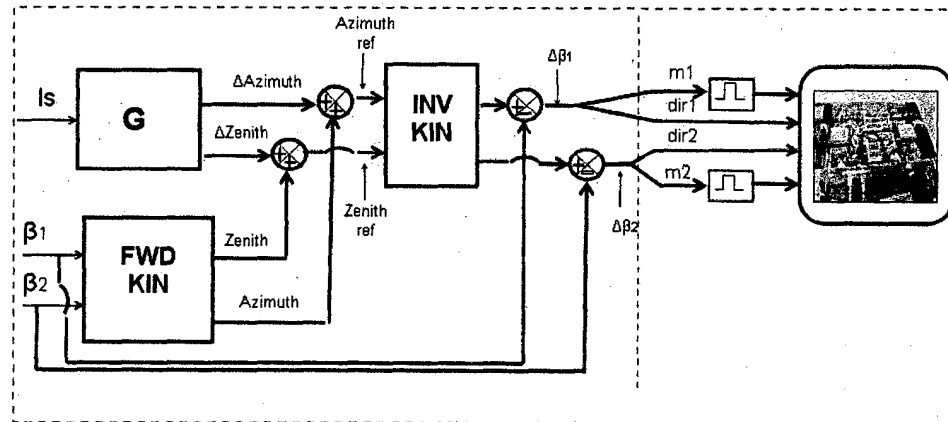 Azimuth
ref
Is
G
ΔAzimuth
ΔZenith
INV
KIN
Δβ1
m1
dir1
dir2
m2
Zenith
ref
Δβ2
β1
β2
FWD
KIN
Zenith
Azimuth